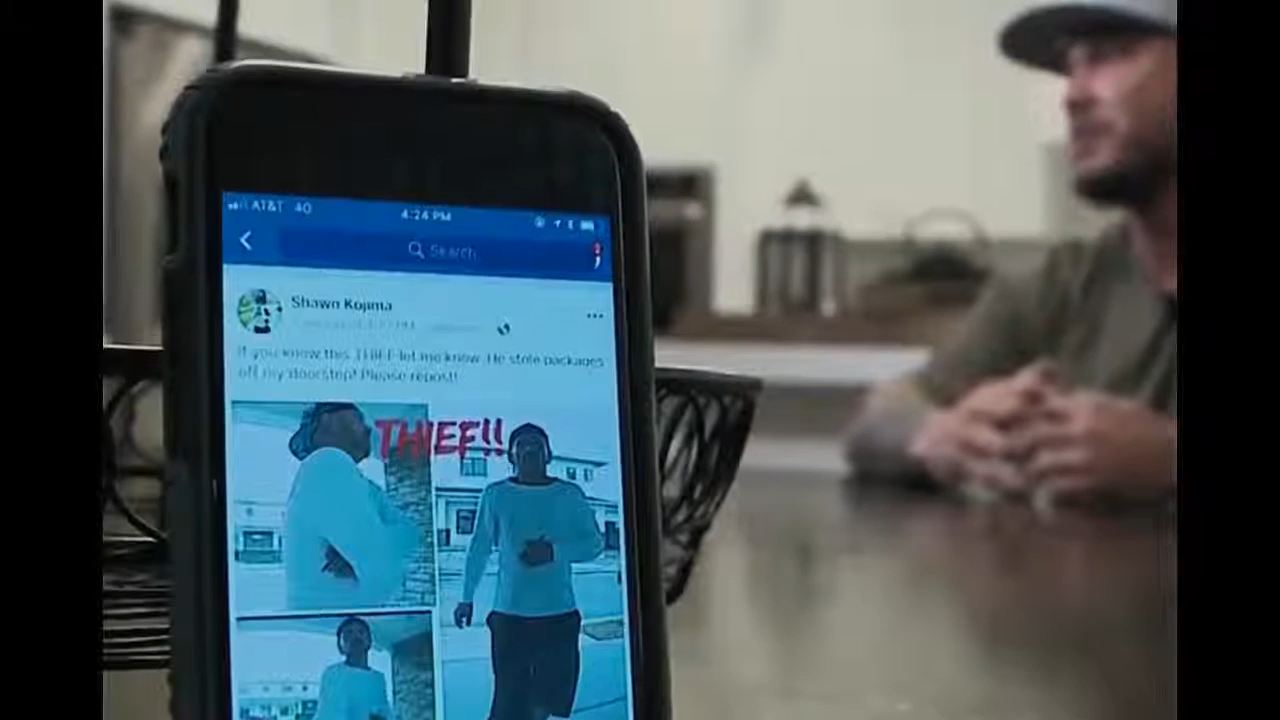 AT&T 4G 4:24 PM
Search
Shawn Kojima
If you know this THIEF let me know. He stole packages
off my doorstep! Please repost!
THIEF!!